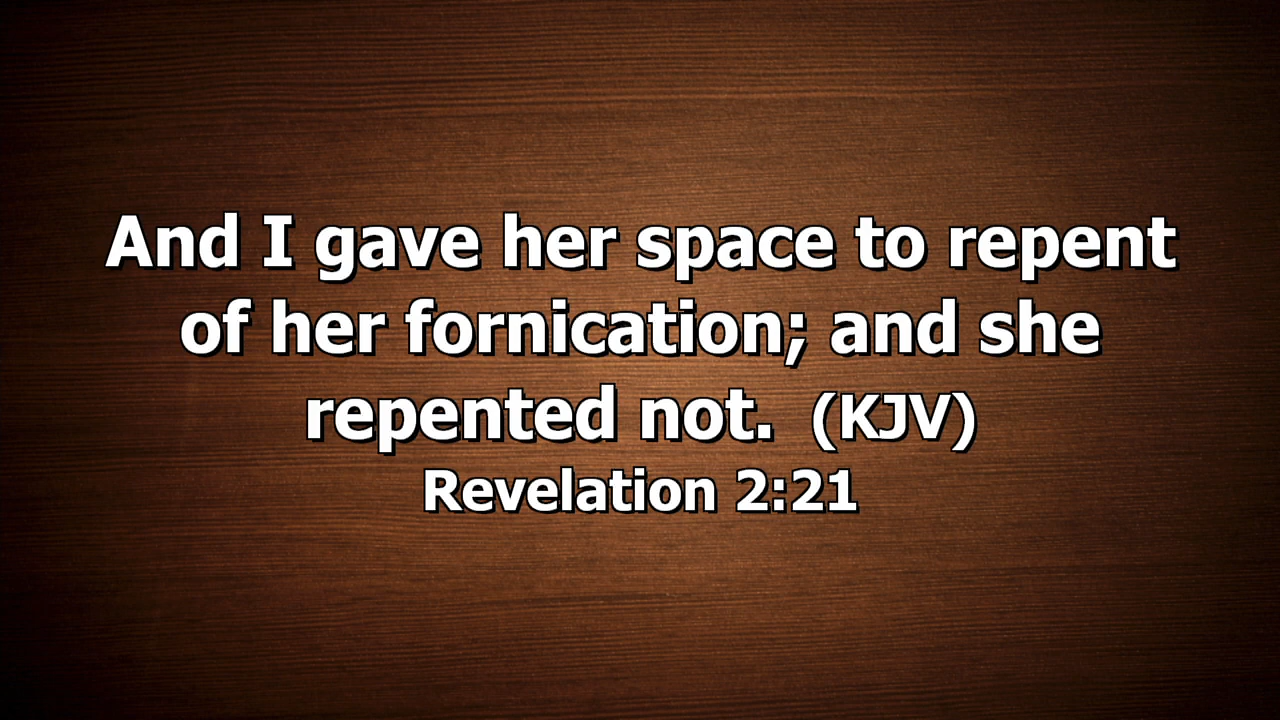 And I gave her space to repent
of her fornication; and she
repented not. (KJV)
Revelation 2:21